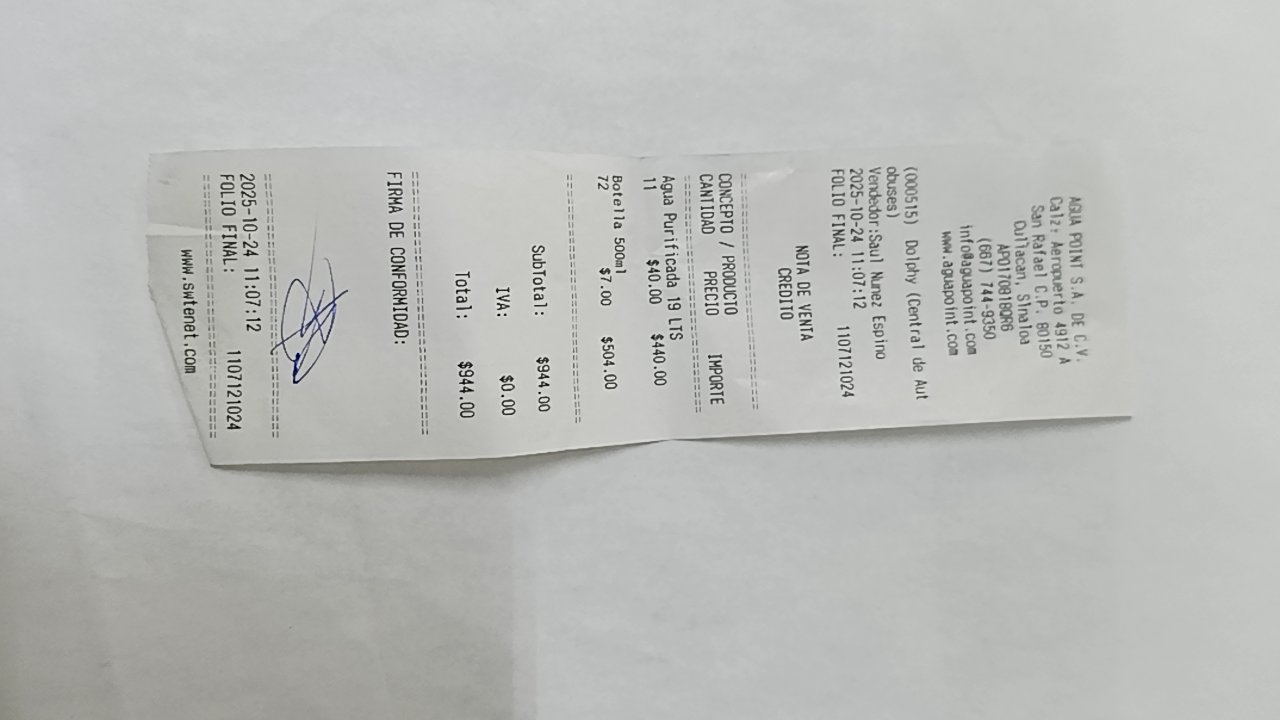 AGUA POINT S.A. DE C.V.
Calz. Aeropuerto 4912 A
San Rafael C.P. 80150
Culiacan, Sinaloa
(667) 744-9350
info@aguapoint.com
www.aguapoint.com
(000515) Dolphy (Central de Aut
obuses)
Vendedor:Saul Nunez Espino
2025-10-24 11:07:12
FOLIO FINAL: 1107121024
NOTA DE VENTA
CREDITO
CONCEPTO / PRODUCTO
CANTIDAD PRECIO IMPORTE
Agua Purificada 19 LTS
11 $40.00 $440.00
Botella 500ml
72 $7.00 $504.00
SubTotal: $944.00
IVA: $0.00
Total: $944.00
FIRMA DE CONFORMIDAD:
2025-10-24 11:07:12
FOLIO FINAL: 1107121024
www.swtenet.com